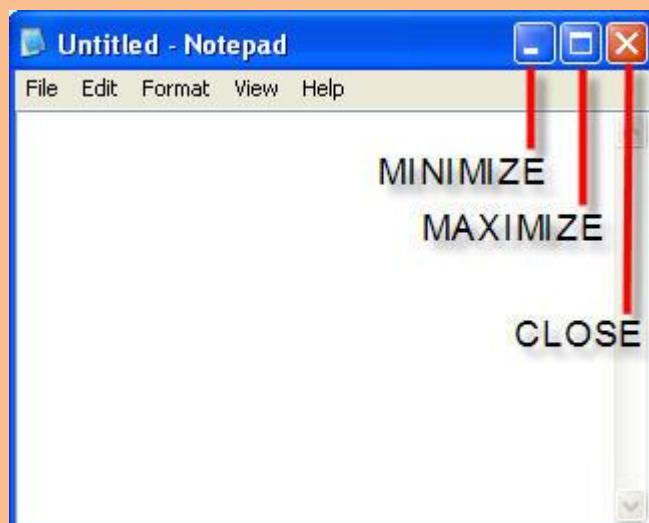 Untitled - Notepad
File Edit Format View Help
MINIMIZE
MAXIMIZE
CLOSE